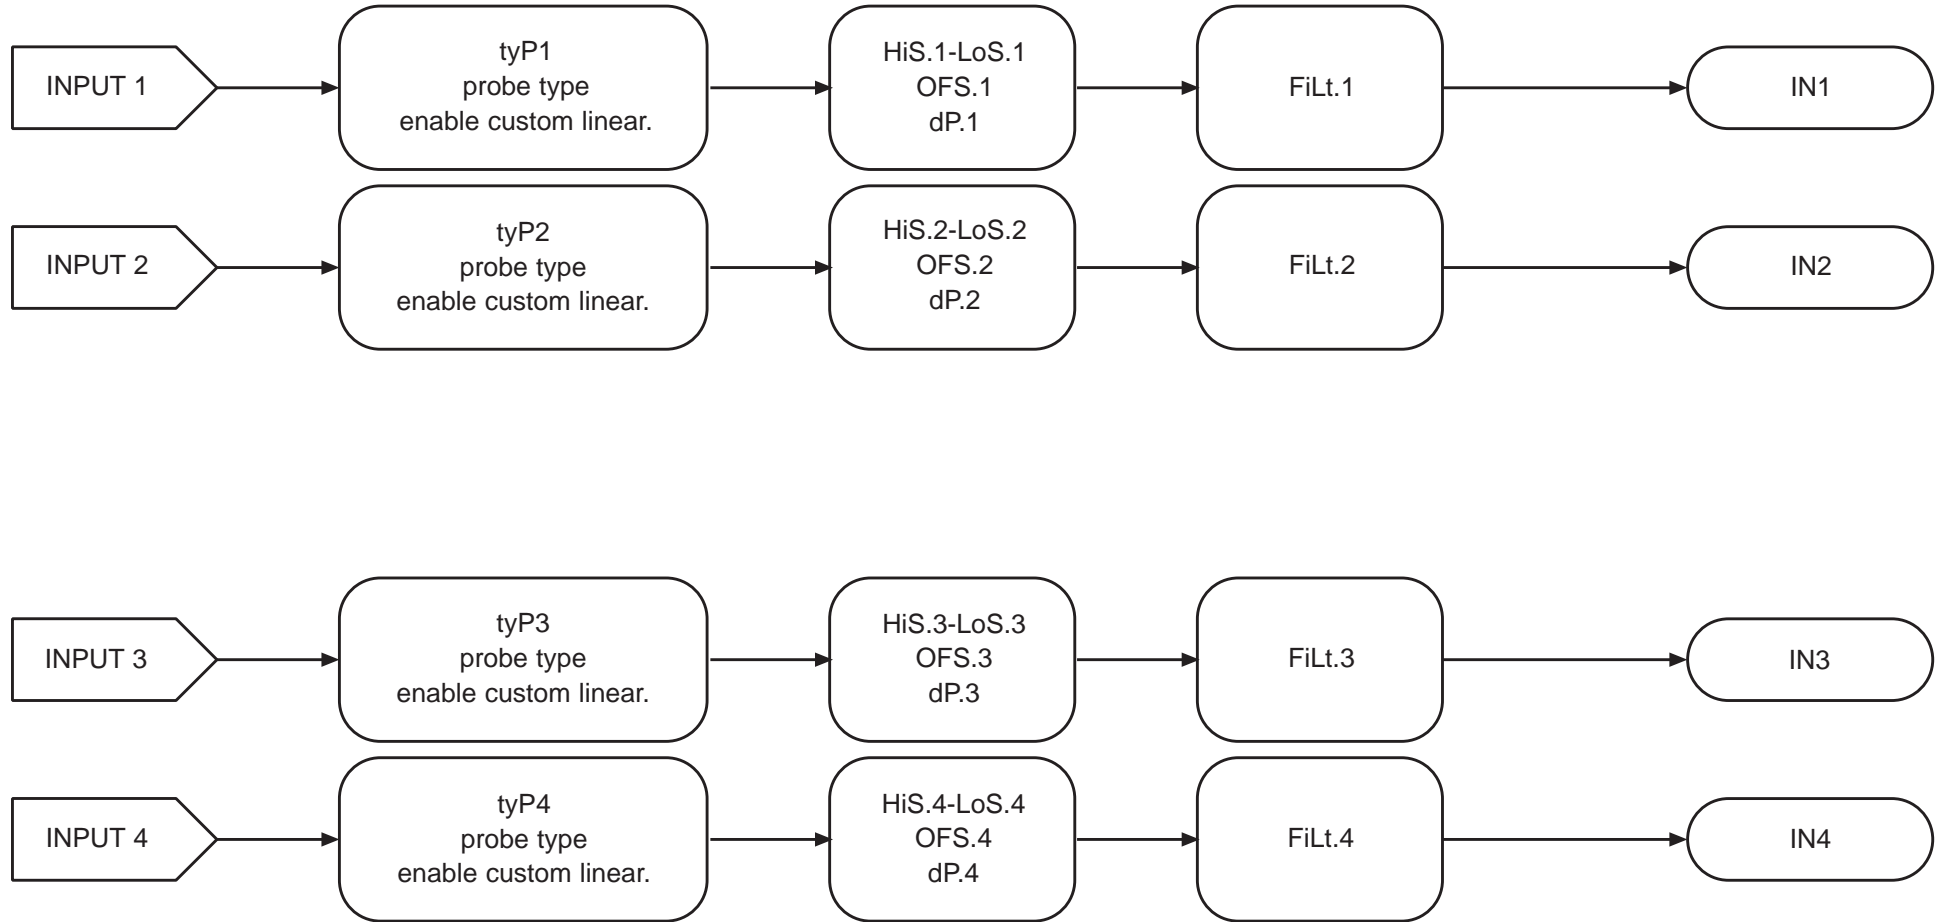 INPUT 1
tyP1
probe type
enable custom linear.
HiS.1-LoS.1
OFS.1
dP.1
FiLt.1
IN1
INPUT 2
tyP2
probe type
enable custom linear.
HiS.2-LoS.2
OFS.2
dP.2
FiLt.2
IN2
INPUT 3
tyP3
probe type
enable custom linear.
HiS.3-LoS.3
OFS.3
dP.3
FiLt.3
IN3
INPUT 4
tyP4
probe type
enable custom linear.
HiS.4-LoS.4
OFS.4
dP.4
FiLt.4
IN4